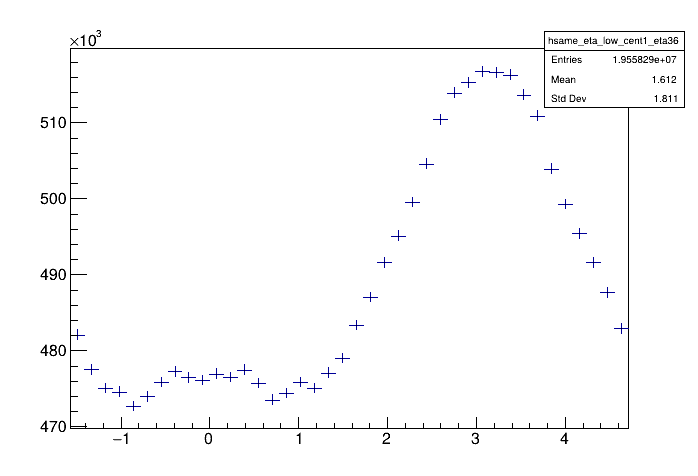 ×10³
hsame_eta_low_cent1_eta36
Entries 1.955829e+07
Mean 1.612
Std Dev 1.811
510
500
490
480
470
−1 0 1 2 3 4